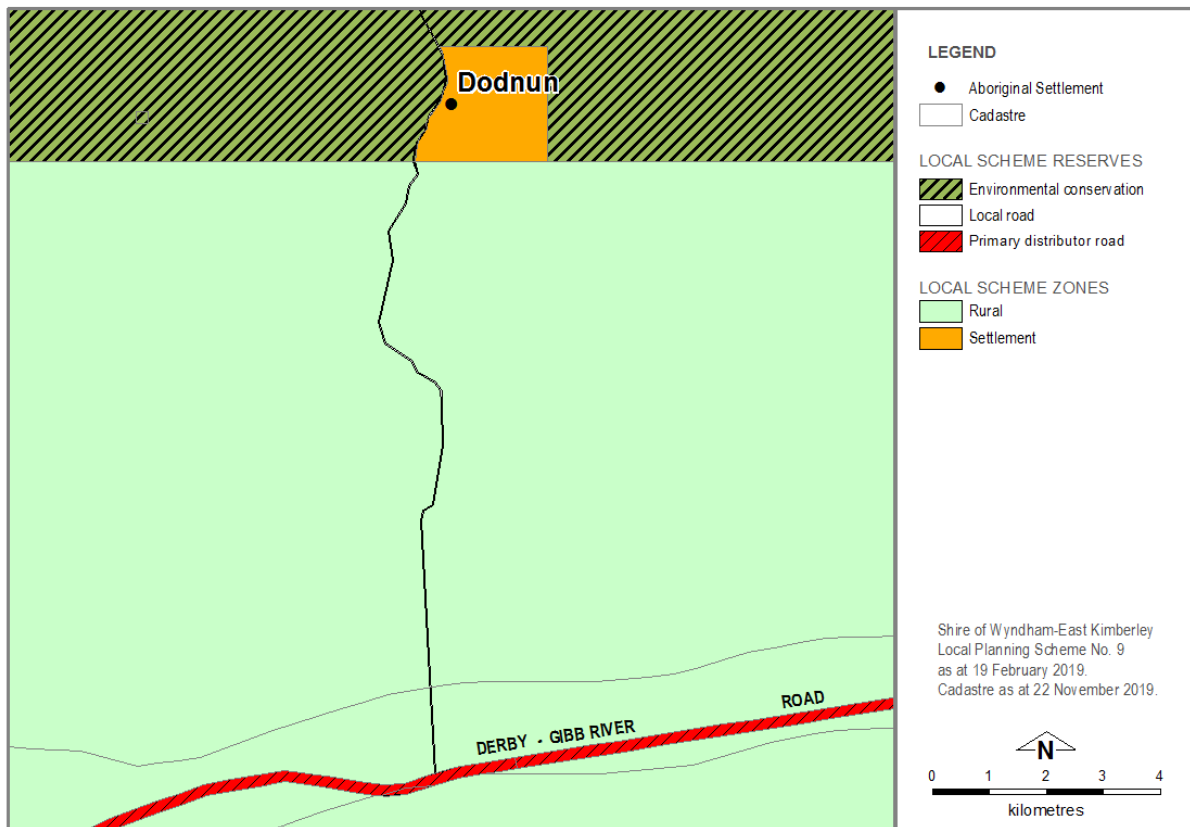 Dodnun
DERBY - GIBB RIVER ROAD
LEGEND
Aboriginal Settlement
Cadastre
LOCAL SCHEME RESERVES
Environmental conservation
Local road
Primary distributor road
LOCAL SCHEME ZONES
Rural
Settlement
Shire of Wyndham-East Kimberley
Local Planning Scheme No. 9
as at 19 February 2019.
Cadastre as at 22 November 2019.
N
0 1 2 3 4
kilometres